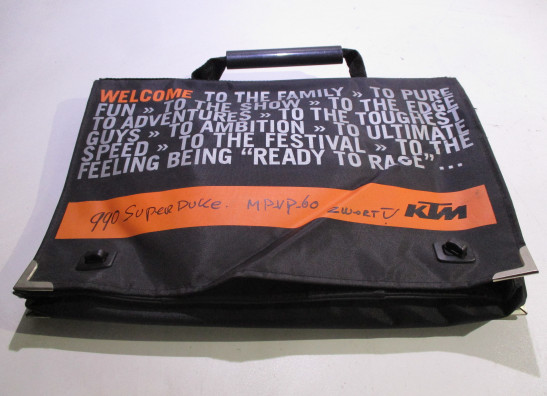 WELCOME TO THE FAMILY » TO PURE
FUN » TO THE SHOW » TO THE EDGE
TO ADVENTURES » TO THE TOUGHEST
GUYS » TO AMBITION » TO ULTIMATE
SPEED » TO THE FESTIVAL » TO THE
FEELING BEING "READY TO RACE"...
990 SUPER DUKE. MP-VP-60 ZWART KTM